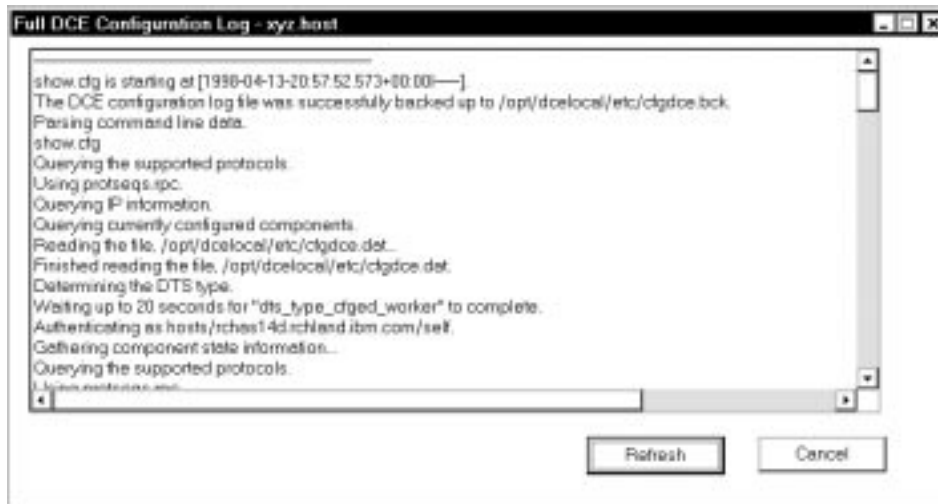 Full DCE Configuration Log - xyz.host
show.cfg is starting at [1998-04-13-20:57:52.573+00:00I-----].
The DCE configuration log file was successfully backed up to /opt/dcelocal/etc/cfgdce.bck.
Parsing command line data.
show.cfg
Querying the supported protocols.
Using protseqs.rpc.
Querying IP information.
Querying currently configured components.
Reading the file, /opt/dcelocal/etc/cfgdce.dat...
Finished reading the file, /opt/dcelocal/etc/cfgdce.dat.
Determining the DTS type.
Waiting up to 20 seconds for "dts_type_cfged_worker" to complete.
Authenticating as hosts/rchas14d.rchland.ibm.com/self.
Gathering component state information...
Querying the supported protocols.
Using protseqs.rpc.
Refresh
Cancel